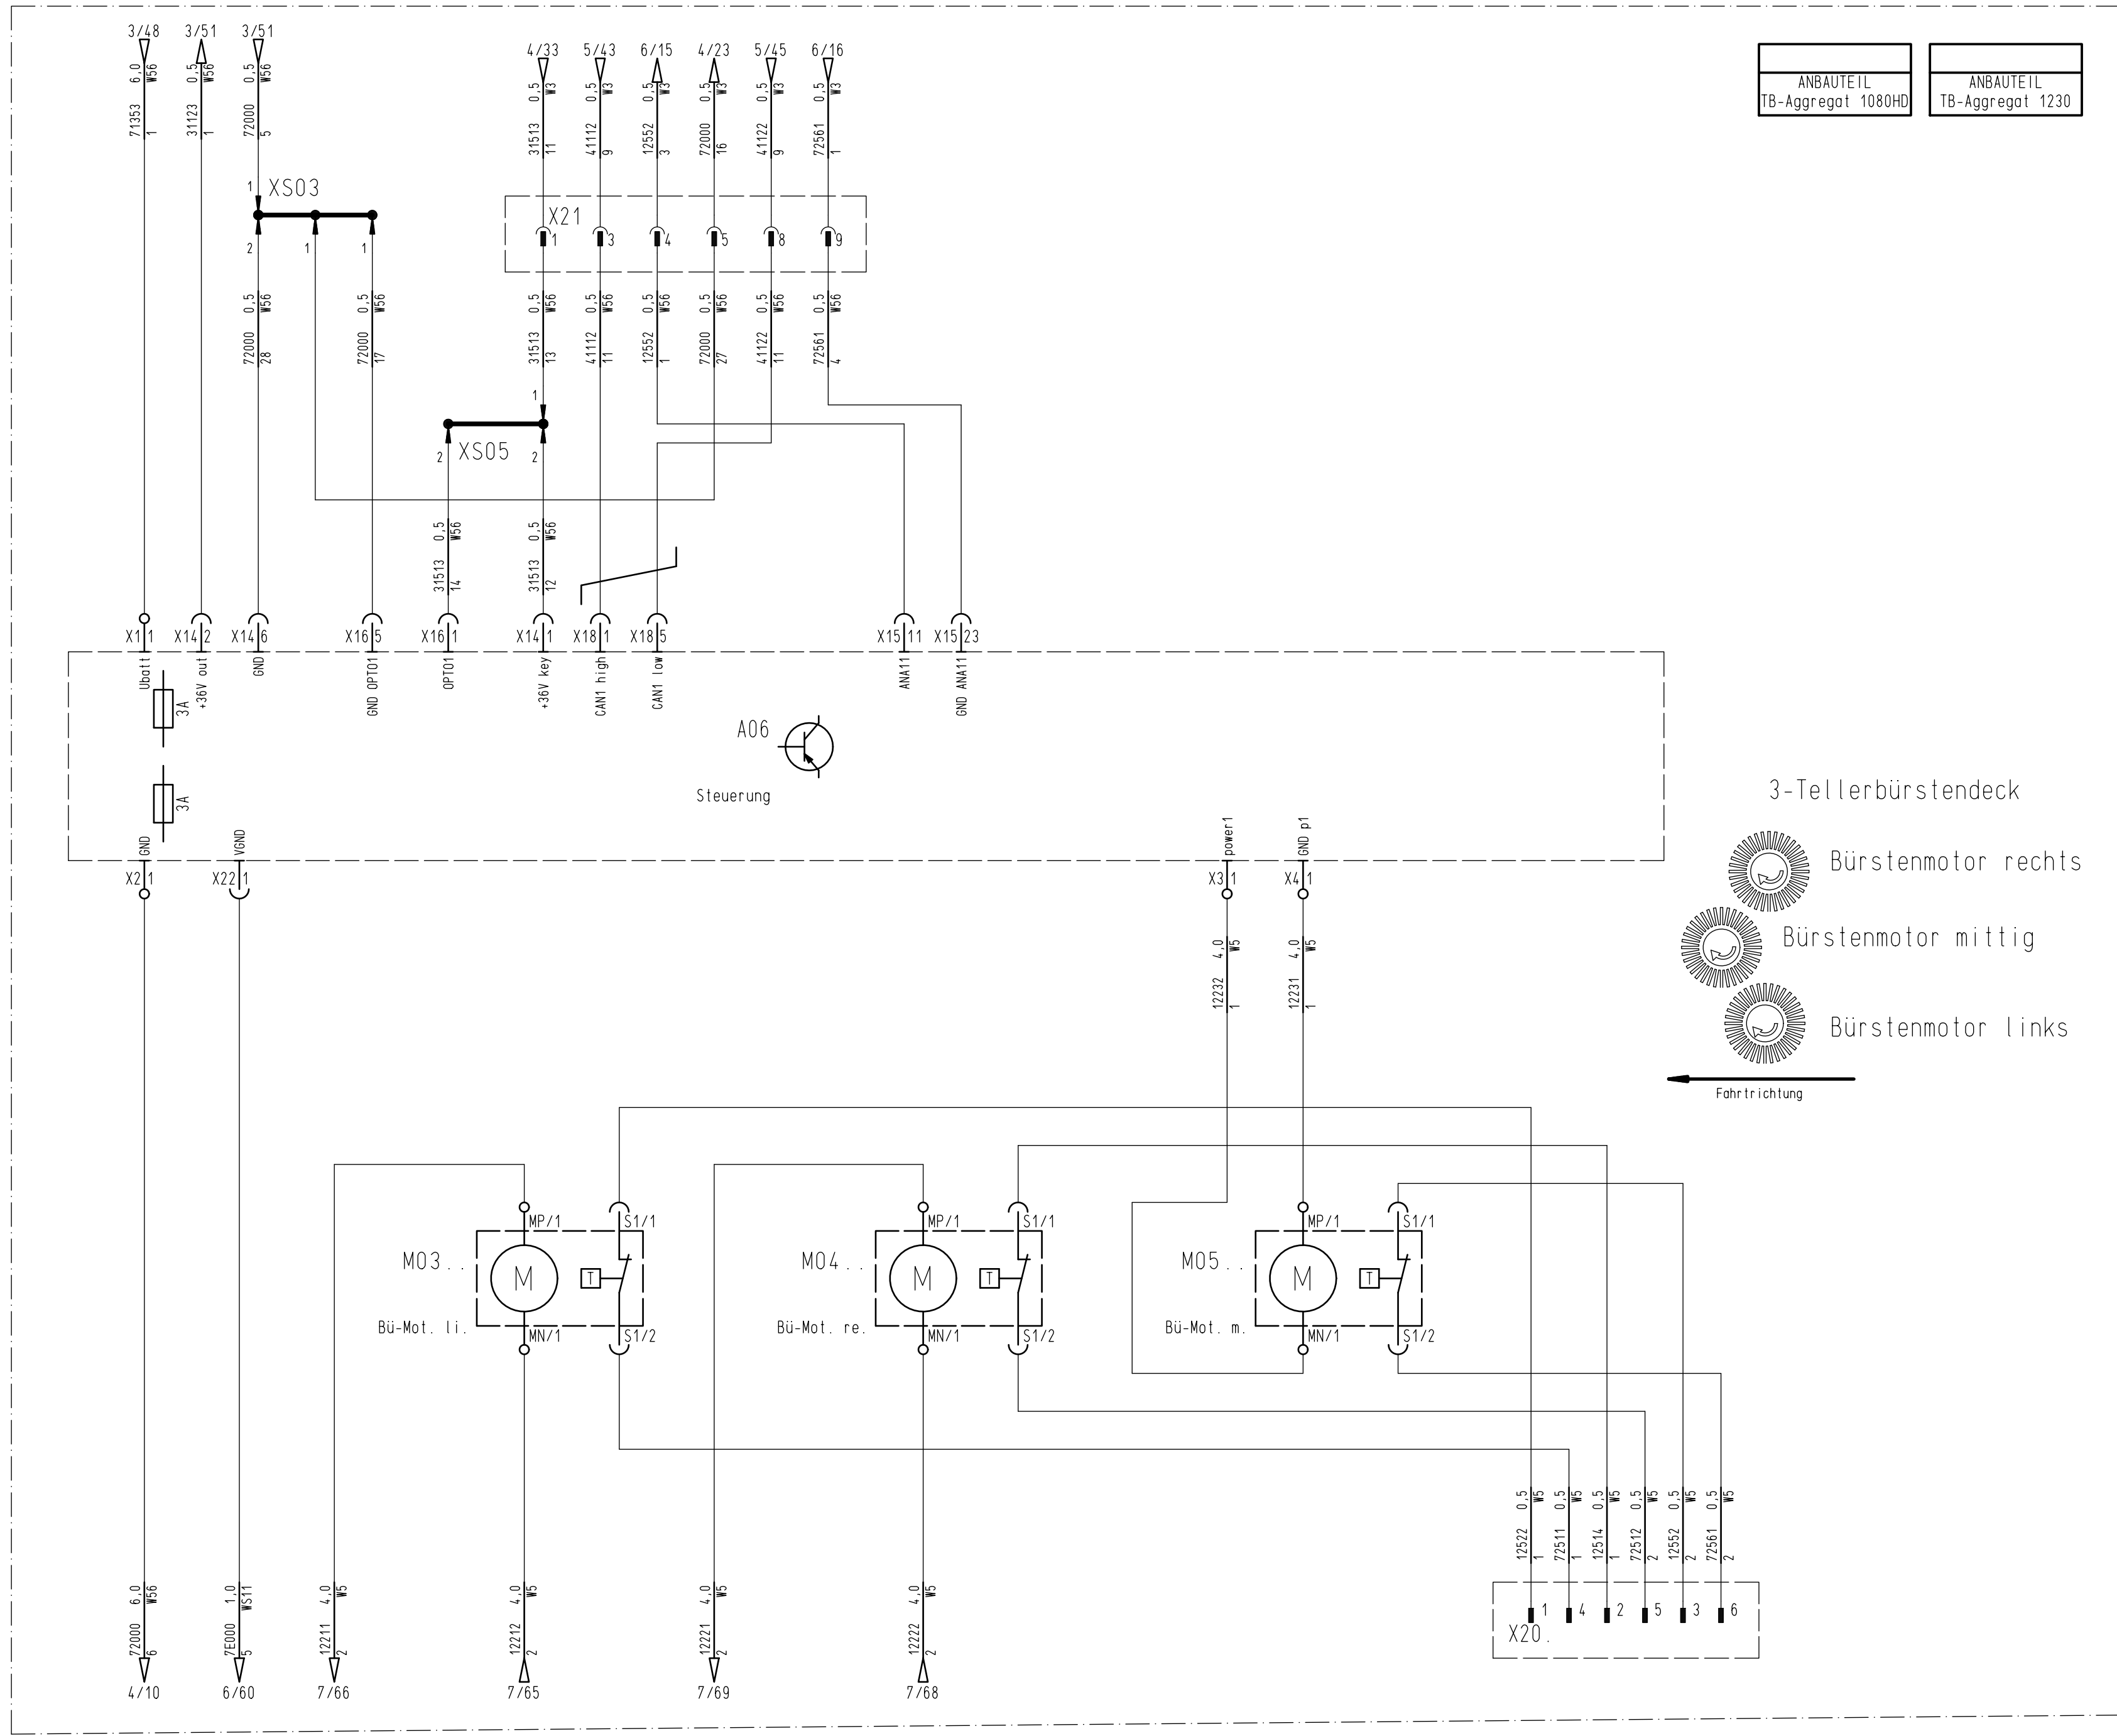 3/48 3/51 3/51
4/33 5/43 6/15 4/23 5/45 6/16
ANBAUTEIL
TB-Aggregat 1080HD
ANBAUTEIL
TB-Aggregat 1230
71353 6,0
1 W56
31123 0,5
1 W56
72000 0,5
5 W56
31513 0,5
11 W3
41112 0,5
9 W3
12552 0,5
3 W3
72000 0,5
16 W3
41122 0,5
9 W3
72561 0,5
1 W3
1 XS03
2 1 1
X21
1 3 4 5 8 9
72000 0,5
28 W56
72000 0,5
17 W56
31513 0,5
13 W56
41112 0,5
11 W56
12552 0,5
1 W56
72000 0,5
27 W56
41122 0,5
11 W56
72561 0,5
4 W56
1
2 XS05 2
31513 0,5
14 W56
31513 0,5
12 W56
X1 1 X14 2 X14 6 X16 5 X16 1 X14 1 X18 1 X18 5 X15 11 X15 23
Ubatt
+36V out
GND
GND OPTO1
OPTO1
+36V key
CAN1 high
CAN1 low
ANA11
GND ANA11
3A
3A
A06
Steuerung
GND
VGND
power1
GND p1
X2 1 X22 1 X3 1 X4 1
3-Tellerbürstendeck
Bürstenmotor rechts
Bürstenmotor mittig
Bürstenmotor links
Fahrtrichtung
12232 4,0
1 W5
12231 4,0
1 W5
MP/1 S1/1 MP/1 S1/1 MP/1 S1/1
M03.. M T
M04.. M T
M05.. M T
Bü-Mot. li.
Bü-Mot. re.
Bü-Mot. m.
MN/1 S1/2 MN/1 S1/2 MN/1 S1/2
12522 0,5
1 W5
72511 0,5
1 W5
12514 0,5
1 W5
72512 0,5
2 W5
12552 0,5
2 W5
72561 0,5
2 W5
1 4 2 5 3 6
X20.
72000 6,0
6 W56
7E000 1,0
5 WS11
12211 4,0
2 W5
12212 4,0
2 W5
12221 4,0
2 W5
12222 4,0
2 W5
4/10 6/60 7/66 7/65 7/69 7/68